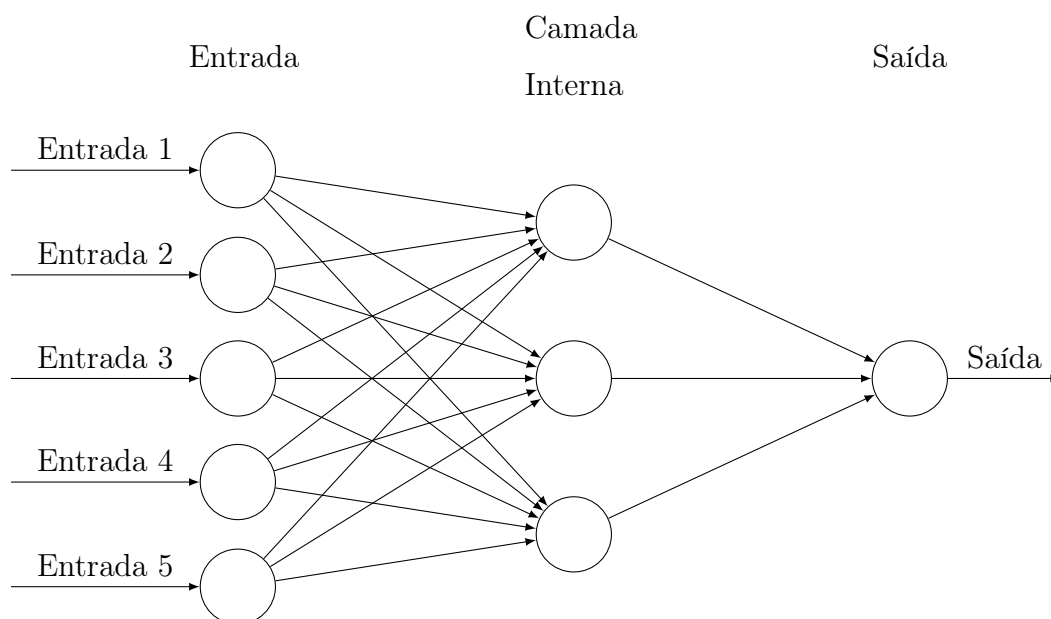 Entrada
Camada
Interna
Saída
Entrada 1
Entrada 2
Entrada 3
Entrada 4
Entrada 5
Saída